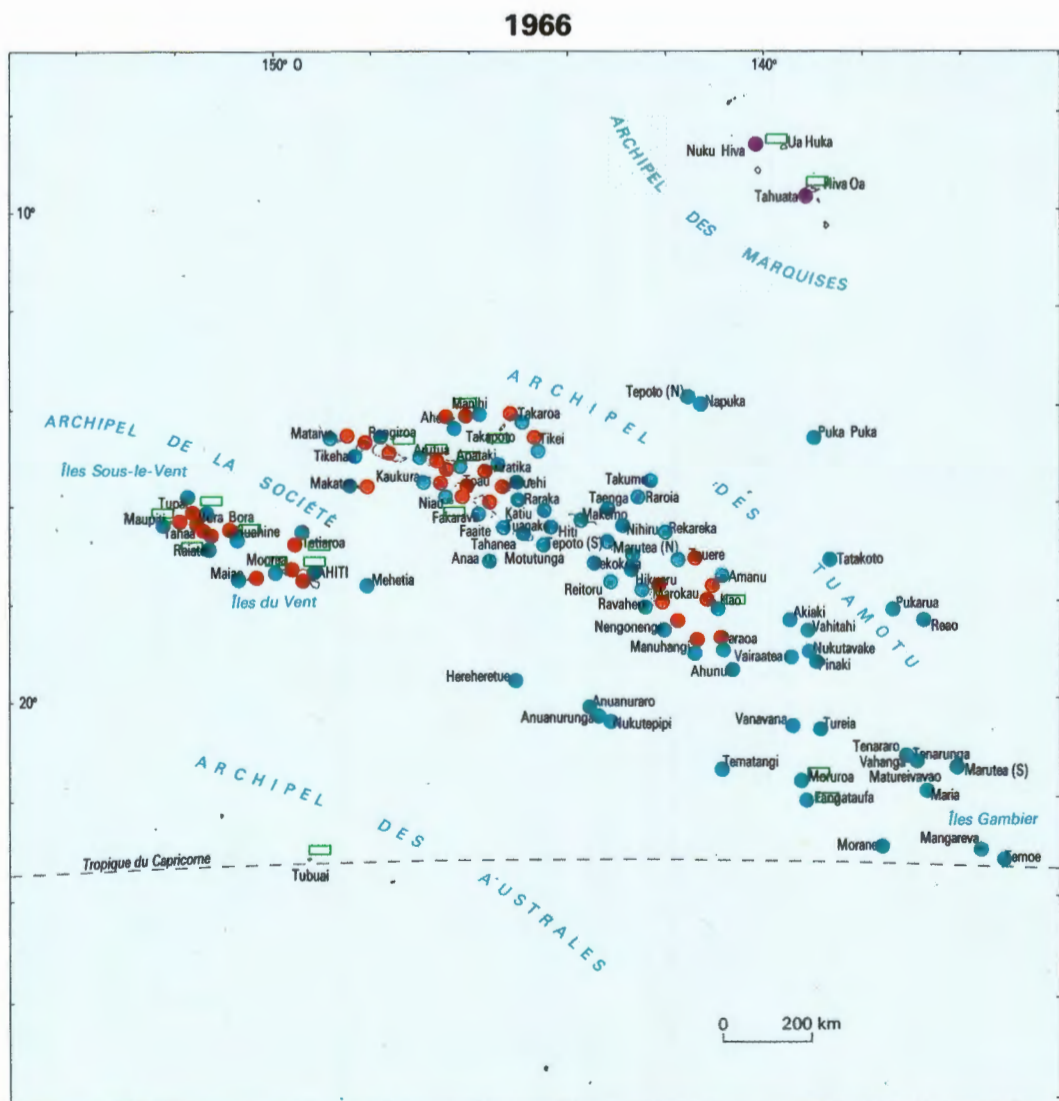 1966
150° O
140°
ARCHIPEL DES MARQUISES
Nuku Hiva
Ua Huka
Hiva Oa
Tahuata
10°
ARCHIPEL DES TUAMOTU
Tepoto (N)
Napuka
Puka Puka
ARCHIPEL DE LA SOCIÉTÉ
Îles Sous-le-Vent
Manihi
Ahe
Takaroa
Takapoto
Tikei
Mataiva
Rangiroa
Tikehau
Arutua
Apataki
Aratika
Kaukura
Toau
Makatea
Niau
Fakarava
Raraka
Katiu
Faaite
Tuanake
Hiti
Tahanea
Tepoto (S)
Motutunga
Anaa
Takume
Raroia
Taenga
Makemo
Nihiru
Rekareka
Marutea (N)
Tauere
Tekokota
Hikueru
Reitoru
Marokau
Amanu
Hao
Ravahere
Nengonengo
Manuhangi
Paraoa
Ahunui
Vairaatea
Akiaki
Vahitahi
Nukutavake
Pinaki
Tatakoto
Pukarua
Reao
Tupai
Bora Bora
Maupiti
Tahaa
Huahine
Raiatea
Tetiaroa
Moorea
TAHITI
Maiao
Mehetia
Îles du Vent
Hereheretue
20°
Anuanuraro
Anuanurunga
Nukutepipi
Vanavana
Tureia
Tematangi
Moruroa
Fangataufa
Tenararo
Tenarunga
Vahanga
Matureivavao
Marutea (S)
Maria
Îles Gambier
Morane
Mangareva
Temoe
ARCHIPEL DES AUSTRALES
Tropique du Capricorne
Tubuai
0 200 km